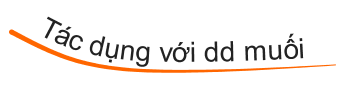 Tác dụng với dd muối